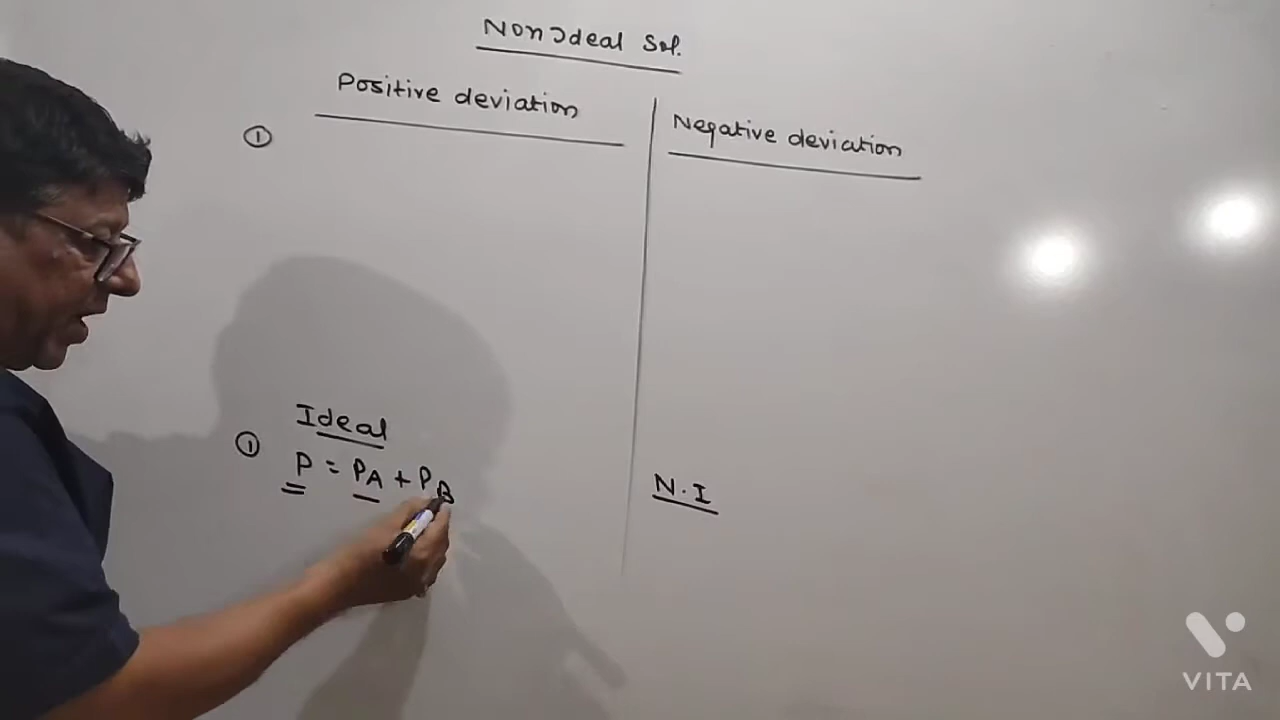 Non Ideal Sol.
Positive deviation
Negative deviation
①
Ideal
① P = PA + PB
N.I
VITA